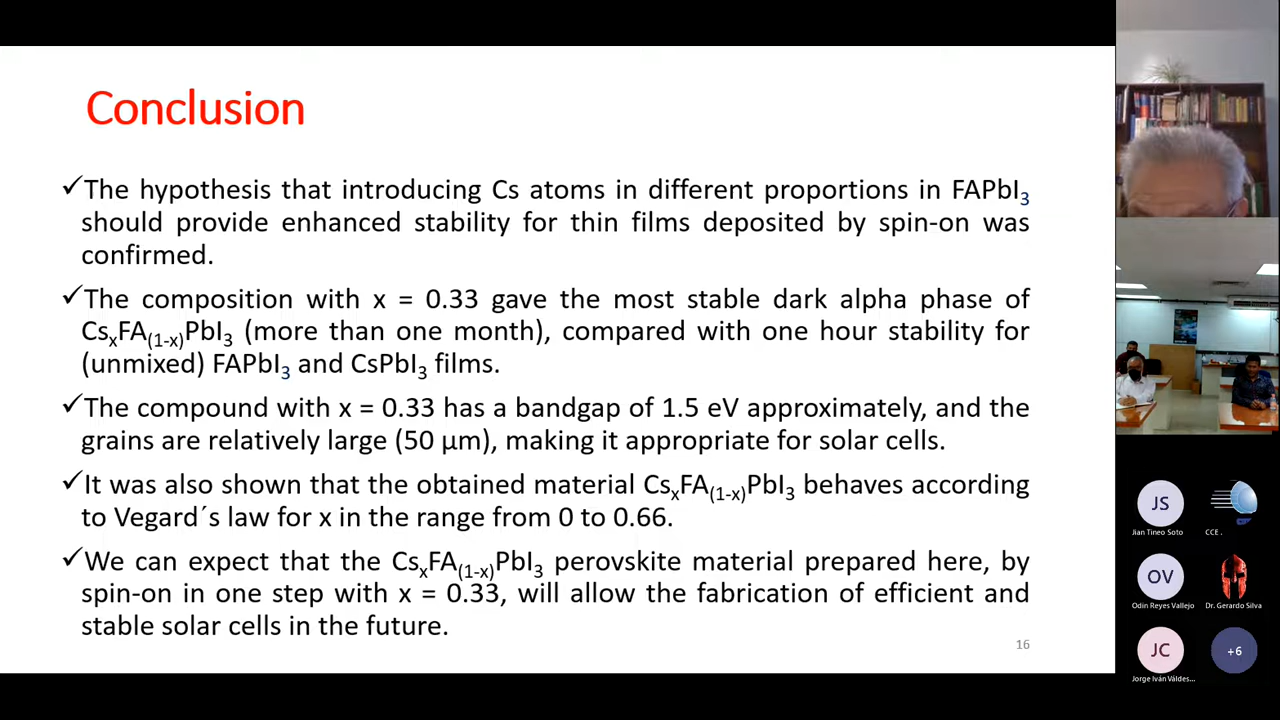 Conclusion
✓The hypothesis that introducing Cs atoms in different proportions in FAPbI₃
should provide enhanced stability for thin films deposited by spin-on was
confirmed.
✓The composition with x = 0.33 gave the most stable dark alpha phase of
CsₓFA₍₁₋ₓ₎PbI₃ (more than one month), compared with one hour stability for
(unmixed) FAPbI₃ and CsPbI₃ films.
✓The compound with x = 0.33 has a bandgap of 1.5 eV approximately, and the
grains are relatively large (50 µm), making it appropriate for solar cells.
✓It was also shown that the obtained material CsₓFA₍₁₋ₓ₎PbI₃ behaves according
to Vegard´s law for x in the range from 0 to 0.66.
✓We can expect that the CsₓFA₍₁₋ₓ₎PbI₃ perovskite material prepared here, by
spin-on in one step with x = 0.33, will allow the fabrication of efficient and
stable solar cells in the future.
16
JS
Jian Tineo Soto
CCE .
OV
Odin Reyes Vallejo
Dr. Gerardo Silva
JC
Jorge Iván Váldes...
+6